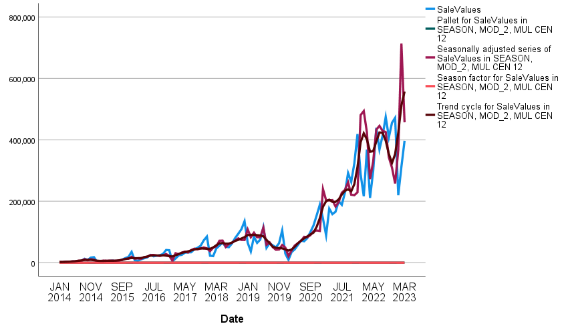 SaleValues
Pallet for SaleValues in
SEASON, MOD_2, MUL CEN
12
Seasonally adjusted series of
SaleValues in SEASON,
MOD_2, MUL CEN 12
Season factor for SaleValues in
SEASON, MOD_2, MUL CEN
12
Trend cycle for SaleValues in
SEASON, MOD_2, MUL CEN
12
800,000
600,000
400,000
200,000
0
JAN NOV SEP JUL MAY MAR JAN NOV SEP JUL MAY MAR
2014 2014 2015 2016 2017 2018 2019 2019 2020 2021 2022 2023
Date